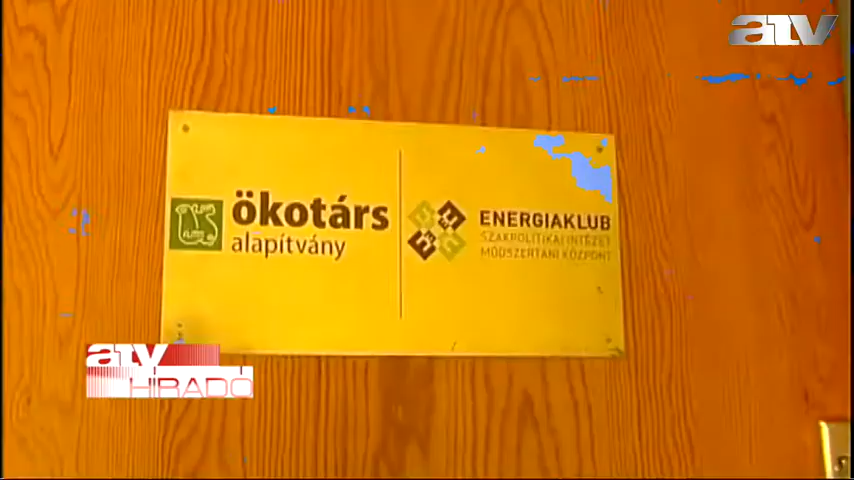 atv
ökotárs
alapítvány
ENERGIAKLUB
SZAKPOLITIKAI INTÉZET
MÓDSZERTANI KÖZPONT
atv
HÍRADÓ